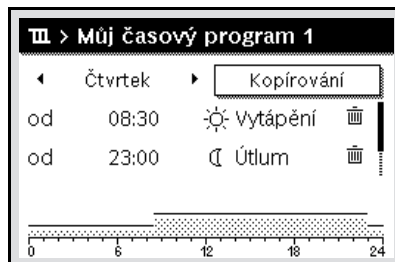 > Můj časový program 1
Čtvrtek Kopírování
od 08:30 Vytápění
od 23:00 Útlum
0 6 12 18 24